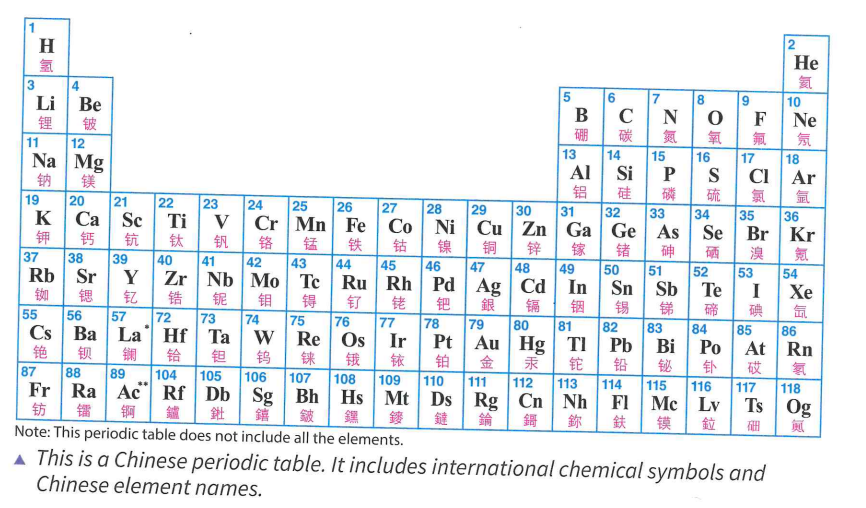 1 2
H He
氢 氦
3 4 5 6 7 8 9 10
Li Be B C N O F Ne
锂 铍 硼 碳 氮 氧 氟 氖
11 12 13 14 15 16 17 18
Na Mg Al Si P S Cl Ar
钠 镁 铝 硅 磷 硫 氯 氩
19 20 21 22 23 24 25 26 27 28 29 30 31 32 33 34 35 36
K Ca Sc Ti V Cr Mn Fe Co Ni Cu Zn Ga Ge As Se Br Kr
钾 钙 钪 钛 钒 铬 锰 铁 钴 镍 铜 锌 镓 锗 砷 硒 溴 氪
37 38 39 40 41 42 43 44 45 46 47 48 49 50 51 52 53 54
Rb Sr Y Zr Nb Mo Tc Ru Rh Pd Ag Cd In Sn Sb Te I Xe
铷 锶 钇 锆 铌 钼 锝 钌 铑 钯 銀 镉 铟 锡 锑 碲 碘 氙
55 56 57 72 73 74 75 76 77 78 79 80 81 82 83 84 85 86
Cs Ba La* Hf Ta W Re Os Ir Pt Au Hg Tl Pb Bi Po At Rn
铯 钡 镧 铪 钽 钨 铼 锇 铱 铂 金 汞 铊 铅 铋 钋 砹 氡
87 88 89 104 105 106 107 108 109 110 111 112 113 114 115 116 117 118
Fr Ra Ac** Rf Db Sg Bh Hs Mt Ds Rg Cn Nh Fl Mc Lv Ts Og
钫 镭 锕 鑪 鐽 錀 鎶 鉨 鈇 镆 鉝
Note: This periodic table does not include all the elements.
▲ This is a Chinese periodic table. It includes international chemical symbols and
Chinese element names.